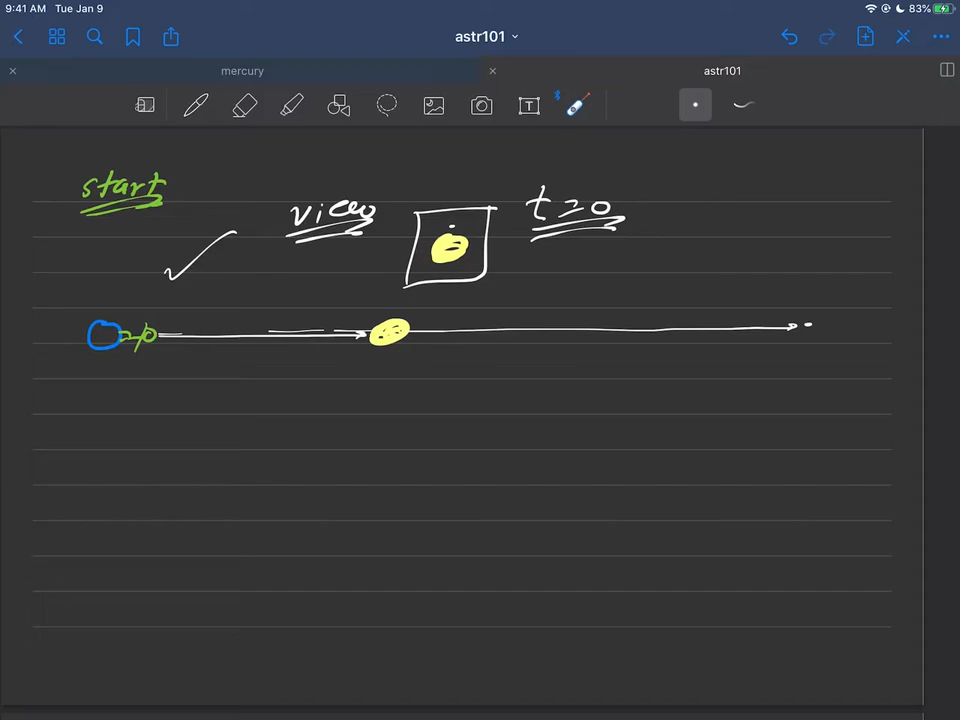 9:41 AM Tue Jan 9
83%
astr101
mercury
astr101
T
start
view
t=0